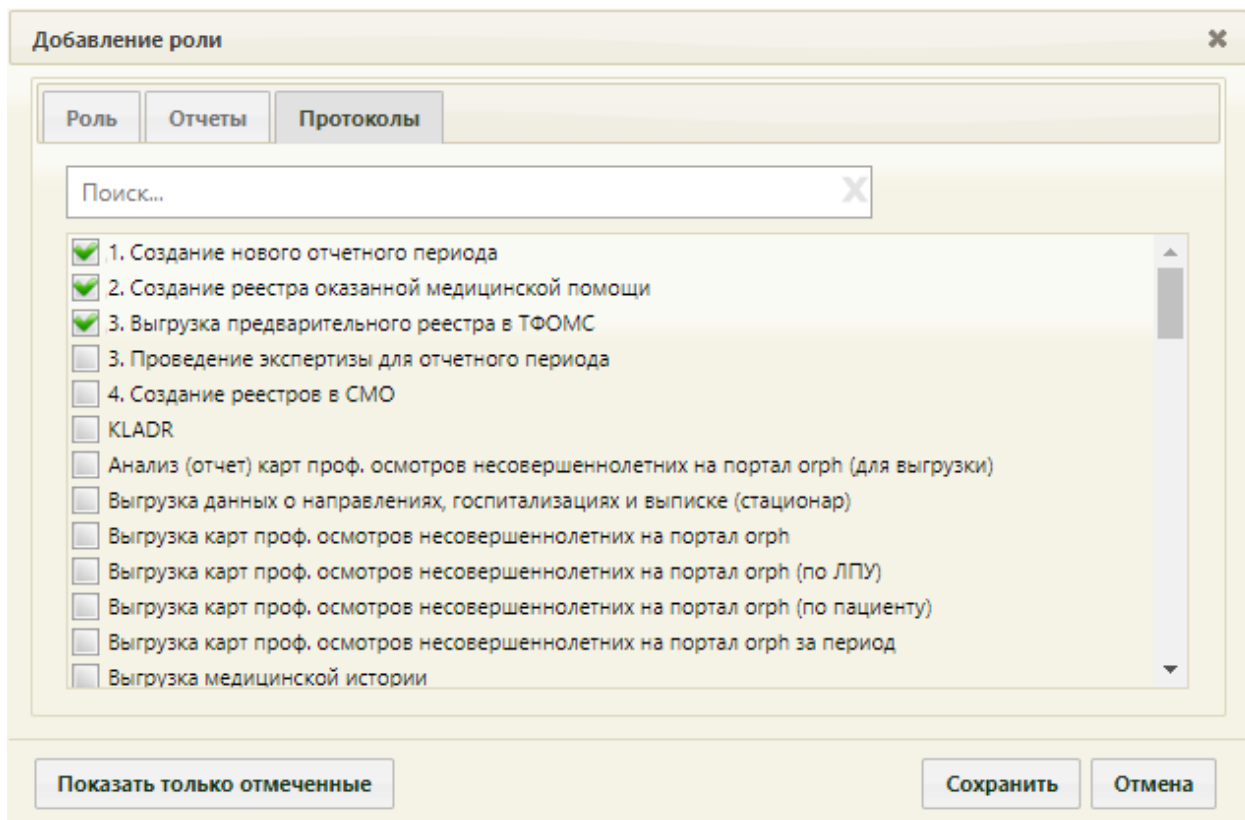 Добавление роли
Роль Отчеты Протоколы
Поиск...
1. Создание нового отчетного периода
2. Создание реестра оказанной медицинской помощи
3. Выгрузка предварительного реестра в ТФОМС
3. Проведение экспертизы для отчетного периода
4. Создание реестров в СМО
KLADR
Анализ (отчет) карт проф. осмотров несовершеннолетних на портал orph (для выгрузки)
Выгрузка данных о направлениях, госпитализациях и выписке (стационар)
Выгрузка карт проф. осмотров несовершеннолетних на портал orph
Выгрузка карт проф. осмотров несовершеннолетних на портал orph (по ЛПУ)
Выгрузка карт проф. осмотров несовершеннолетних на портал orph (по пациенту)
Выгрузка карт проф. осмотров несовершеннолетних на портал orph за период
Выгрузка медицинской истории
Показать только отмеченные Сохранить Отмена